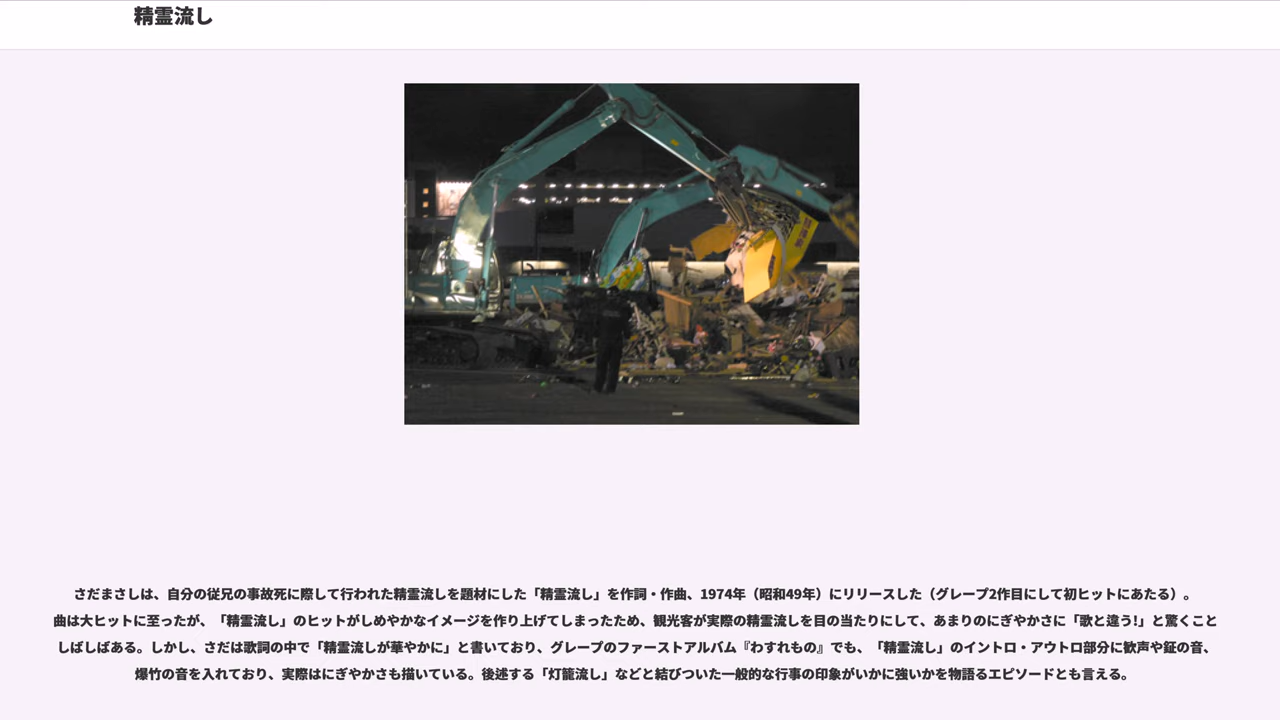 精霊流し
さだまさしは、自分の従兄の事故死に際して行われた精霊流しを題材にした「精霊流し」を作詞・作曲、1974年（昭和49年）にリリースした（グレープ2作目にして初ヒットにあたる）。
曲は大ヒットに至ったが、「精霊流し」のヒットがしめやかなイメージを作り上げてしまったため、観光客が実際の精霊流しを目の当たりにして、あまりのにぎやかさに「歌と違う!」と驚くこと
しばしばある。しかし、さだは歌詞の中で「精霊流しが華やかに」と書いており、グレープのファーストアルバム『わすれもの』でも、「精霊流し」のイントロ・アウトロ部分に歓声や鉦の音、
爆竹の音を入れており、実際はにぎやかさも描いている。後述する「灯籠流し」などと結びついた一般的な行事の印象がいかに強いかを物語るエピソードとも言える。